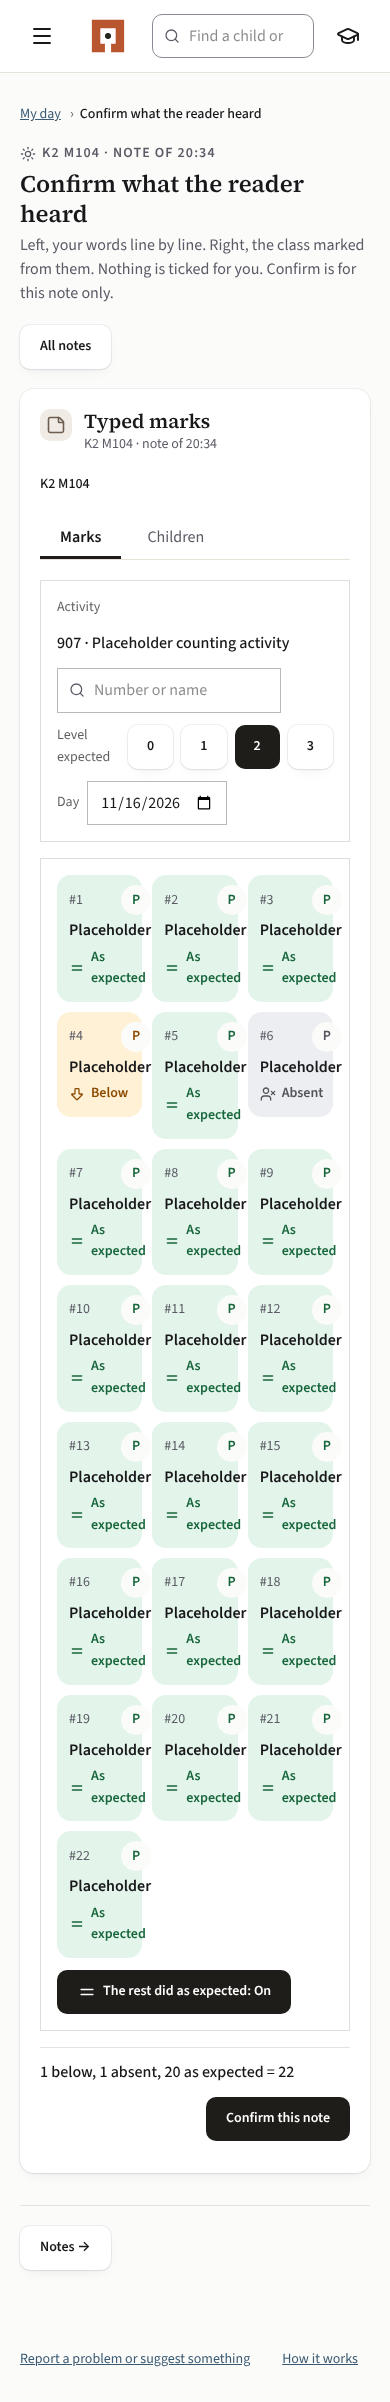 Find a child or
My day › Confirm what the reader heard
K2 M104 · NOTE OF 20:34
Confirm what the reader
heard
Left, your words line by line. Right, the class marked
from them. Nothing is ticked for you. Confirm is for
this note only.
All notes
Typed marks
K2 M104 · note of 20:34
K2 M104
Marks Children
Activity
907 · Placeholder counting activity
Number or name
Level
expected
0 1 2 3
Day 11/16/2026
#1 P #2 P #3 P
Placeholder Placeholder Placeholder
As As As
expected expected expected
#4 P #5 P #6 P
Placeholder Placeholder Placeholder
Below As Absent
expected
#7 P #8 P #9 P
Placeholder Placeholder Placeholder
As As As
expected expected expected
#10 P #11 P #12 P
Placeholder Placeholder Placeholder
As As As
expected expected expected
#13 P #14 P #15 P
Placeholder Placeholder Placeholder
As As As
expected expected expected
#16 P #17 P #18 P
Placeholder Placeholder Placeholder
As As As
expected expected expected
#19 P #20 P #21 P
Placeholder Placeholder Placeholder
As As As
expected expected expected
#22 P
Placeholder
As
expected
The rest did as expected: On
1 below, 1 absent, 20 as expected = 22
Confirm this note
Notes →
Report a problem or suggest something How it works